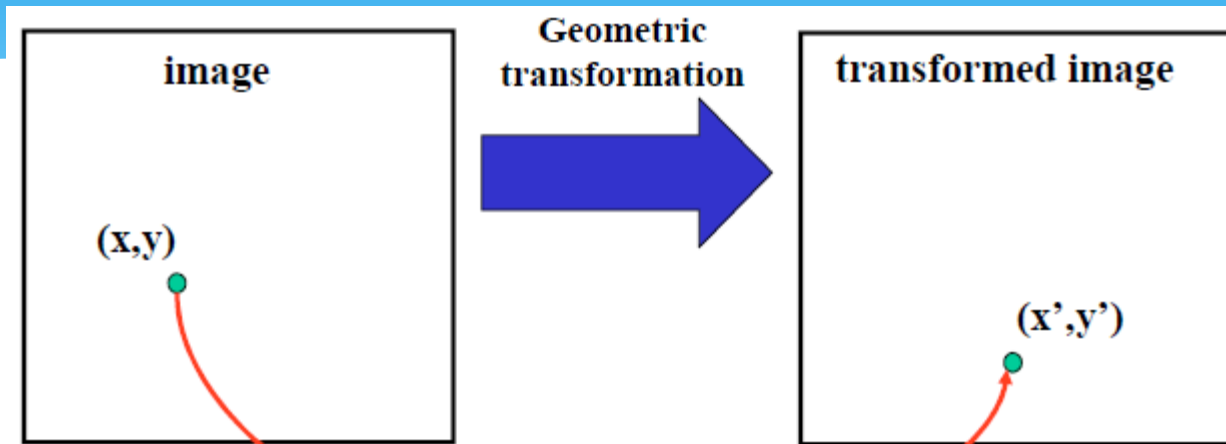 image
Geometric
transformation
transformed image
(x,y)
(x’,y’)